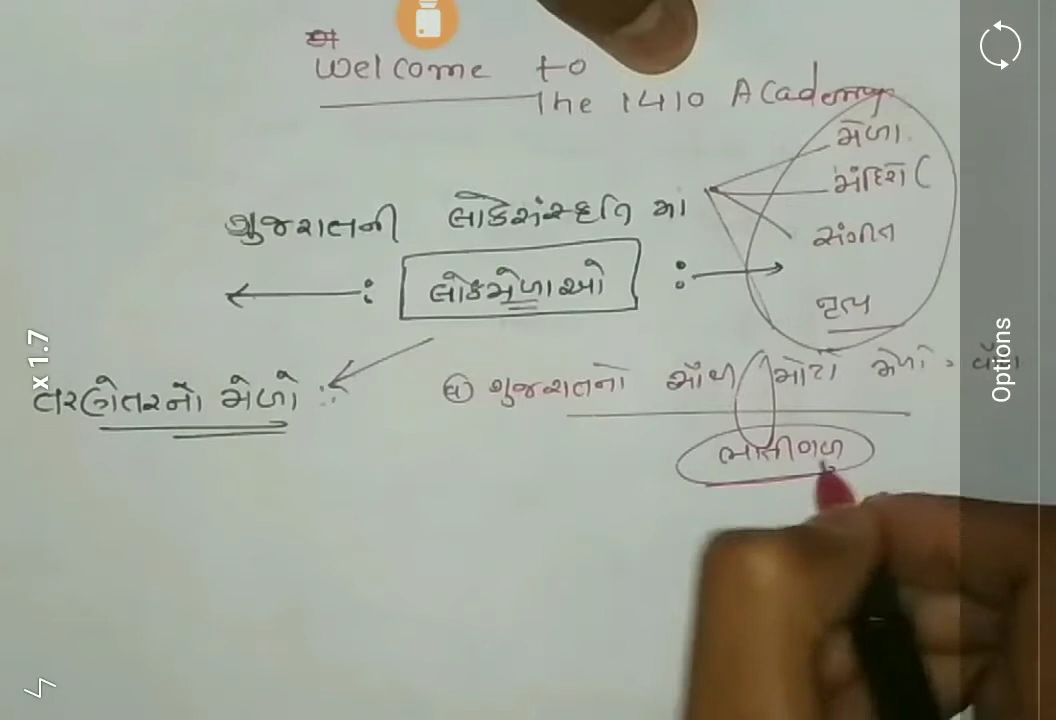 Welcome to
The 1410 Academy
મેળા
મંદિરો
ગુજરાતની લોકસંસ્કૃતિ માં
સંગીત
: લોકમેળાઓ :
નૃત્ય
તરણેતરનો મેળો :
ગુજરાતનો સૌથી મોટો મેળો
ભાતીગળ
x 1.7
Options